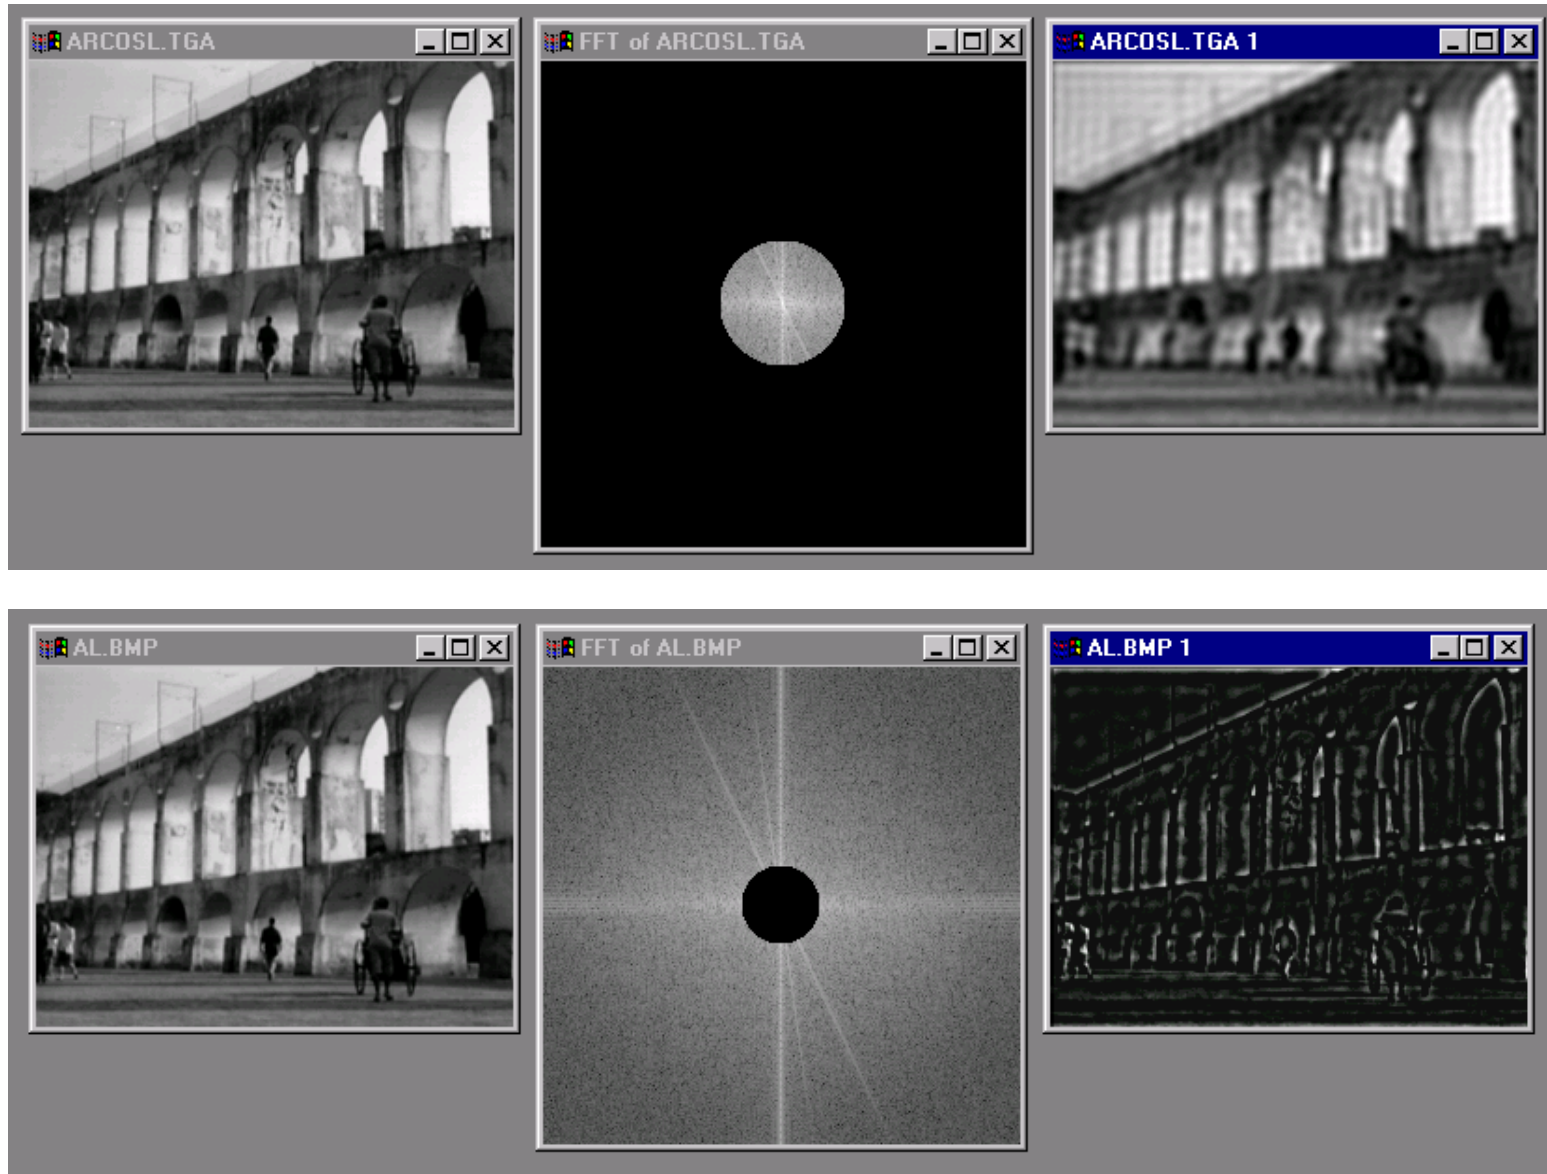 ARCOSL.TGA
FFT of ARCOSL.TGA
ARCOSL.TGA 1
AL.BMP
FFT of AL.BMP
AL.BMP 1